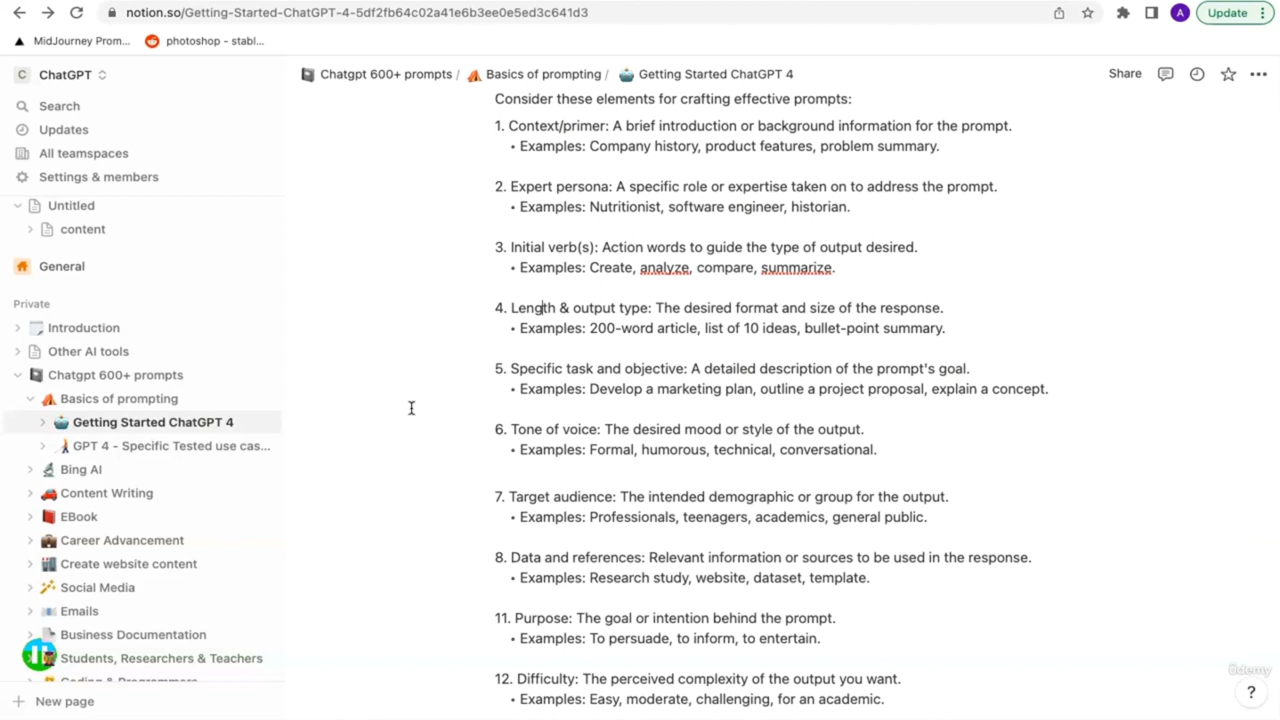 notion.so/Getting-Started-ChatGPT-4-5df2fb64c02a41e6b3ee0e5ed3c641d3
A
Update
MidJourney Prom...
photoshop - stabl...
C ChatGPT
Search
Updates
All teamspaces
Settings & members
Untitled
content
General
Private
Introduction
Other AI tools
Chatgpt 600+ prompts
Basics of prompting
Getting Started ChatGPT 4
GPT 4 - Specific Tested use cas...
Bing AI
Content Writing
EBook
Career Advancement
Create website content
Social Media
Emails
Business Documentation
Students, Researchers & Teachers
Coding & Programmers
New page
Chatgpt 600+ prompts / Basics of prompting / Getting Started ChatGPT 4
Share
Consider these elements for crafting effective prompts:
1. Context/primer: A brief introduction or background information for the prompt.
• Examples: Company history, product features, problem summary.
2. Expert persona: A specific role or expertise taken on to address the prompt.
• Examples: Nutritionist, software engineer, historian.
3. Initial verb(s): Action words to guide the type of output desired.
• Examples: Create, analyze, compare, summarize.
4. Length & output type: The desired format and size of the response.
• Examples: 200-word article, list of 10 ideas, bullet-point summary.
5. Specific task and objective: A detailed description of the prompt's goal.
• Examples: Develop a marketing plan, outline a project proposal, explain a concept.
6. Tone of voice: The desired mood or style of the output.
• Examples: Formal, humorous, technical, conversational.
7. Target audience: The intended demographic or group for the output.
• Examples: Professionals, teenagers, academics, general public.
8. Data and references: Relevant information or sources to be used in the response.
• Examples: Research study, website, dataset, template.
11. Purpose: The goal or intention behind the prompt.
• Examples: To persuade, to inform, to entertain.
12. Difficulty: The perceived complexity of the output you want.
• Examples: Easy, moderate, challenging, for an academic.
ûdemy
?